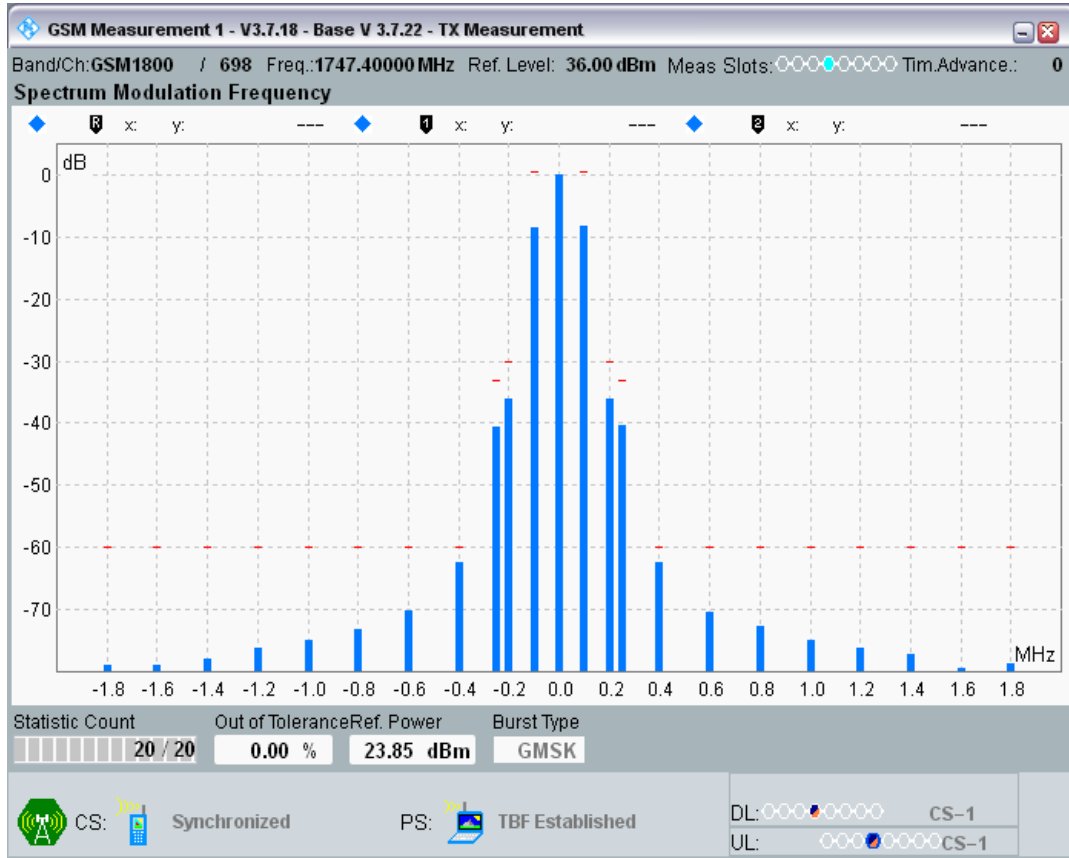 GSM Measurement 1 - V3.7.18 - Base V 3.7.22 - TX Measurement
Band/Ch:GSM1800 / 698 Freq.:1747.40000 MHz Ref. Level: 36.00 dBm Meas Slots: Tim.Advance.: 0
Spectrum Modulation Frequency
R x: y: --- 1 x: y: --- 2 x: y: ---
dB
0
-10
-20
-30
-40
-50
-60
-70
MHz
-1.8 -1.6 -1.4 -1.2 -1.0 -0.8 -0.6 -0.4 -0.2 0.0 0.2 0.4 0.6 0.8 1.0 1.2 1.4 1.6 1.8
Statistic Count Out of Tolerance Ref. Power Burst Type
20 / 20 0.00 % 23.85 dBm GMSK
CS: Synchronized PS: TBF Established
DL: CS-1
UL: CS-1